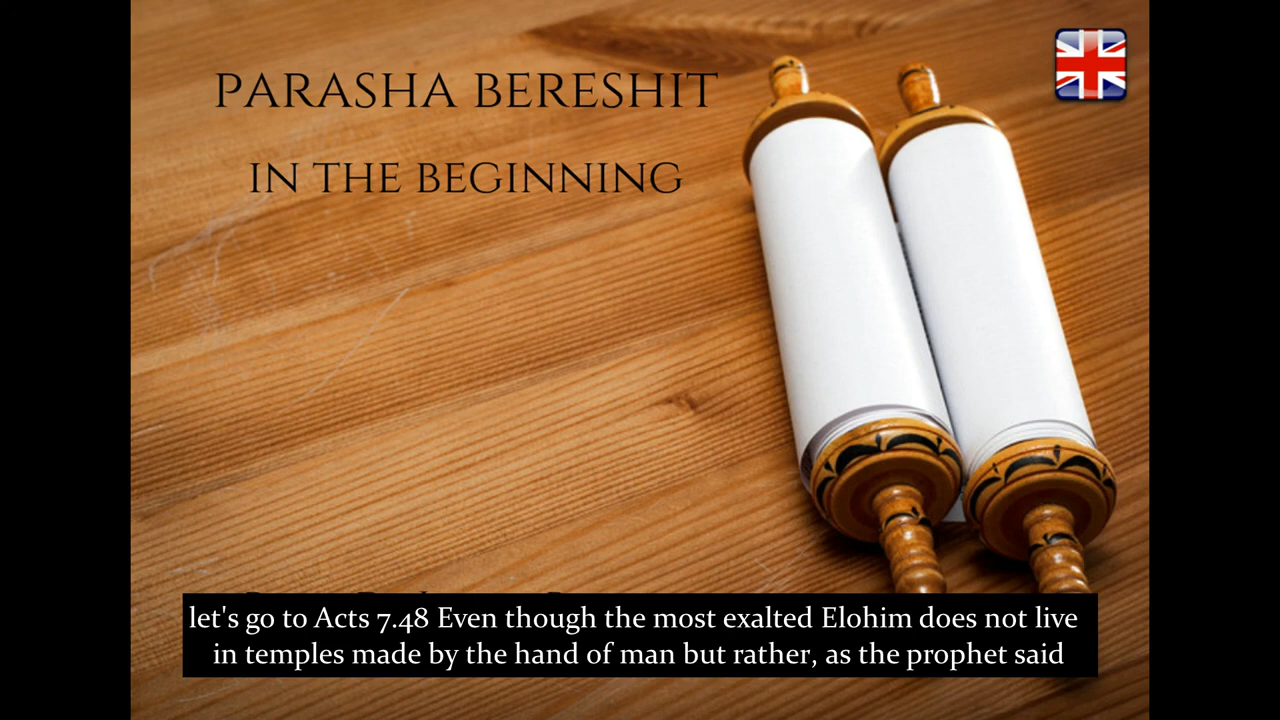 PARASHA BERESHIT
IN THE BEGINNING
let's go to Acts 7.48 Even though the most exalted Elohim does not live
in temples made by the hand of man but rather, as the prophet said